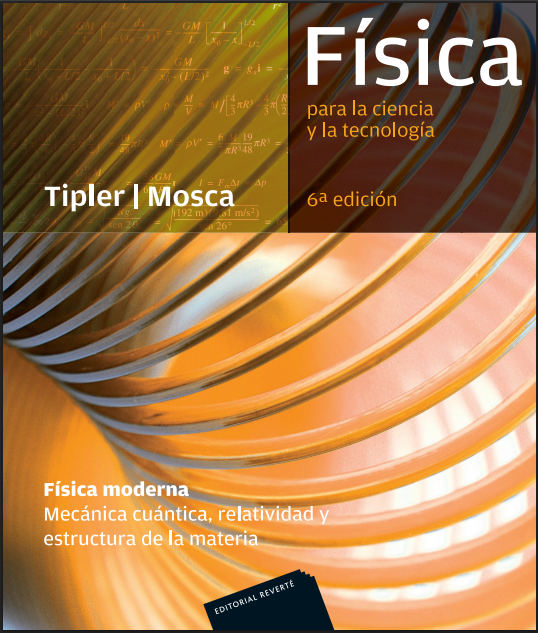 Física
para la ciencia
y la tecnología
Tipler | Mosca
6ª edición
Física moderna
Mecánica cuántica, relatividad y
estructura de la materia
EDITORIAL REVERTÉ